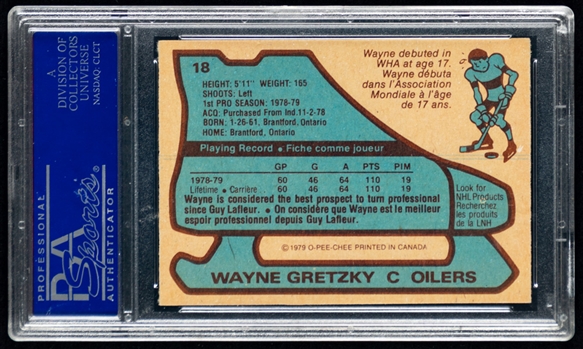 A
DIVISION OF
COLLECTORS
UNIVERSE
NASDAQ: CLCT
PROFESSIONAL
PSA
Sports
AUTHENTICATOR
18
HEIGHT: 5'11" WEIGHT: 165
SHOOTS: Left
1st PRO SEASON: 1978-79
ACQ: Purchased From Ind.11-2-78
BORN: 1-26-61, Brantford, Ontario
HOME: Brantford, Ontario
Wayne debuted in
WHA at age 17.
Wayne débuta
dans l'Association
Mondiale à l'âge
de 17 ans.
Playing Record • Fiche comme joueur
GP G A PTS PIM
1978-79 60 46 64 110 19
Lifetime • Carrière 60 46 64 110 19
Wayne is considered the best prospect to turn professional
since Guy Lafleur. • On considére que Wayne est le meilleur
espoir professionnel depuis Guy Lafleur.
Look for
NHL Products
Recherchez
les produits
de la LNH
© 1979 O-PEE-CHEE PRINTED IN CANADA
WAYNE GRETZKY C OILERS